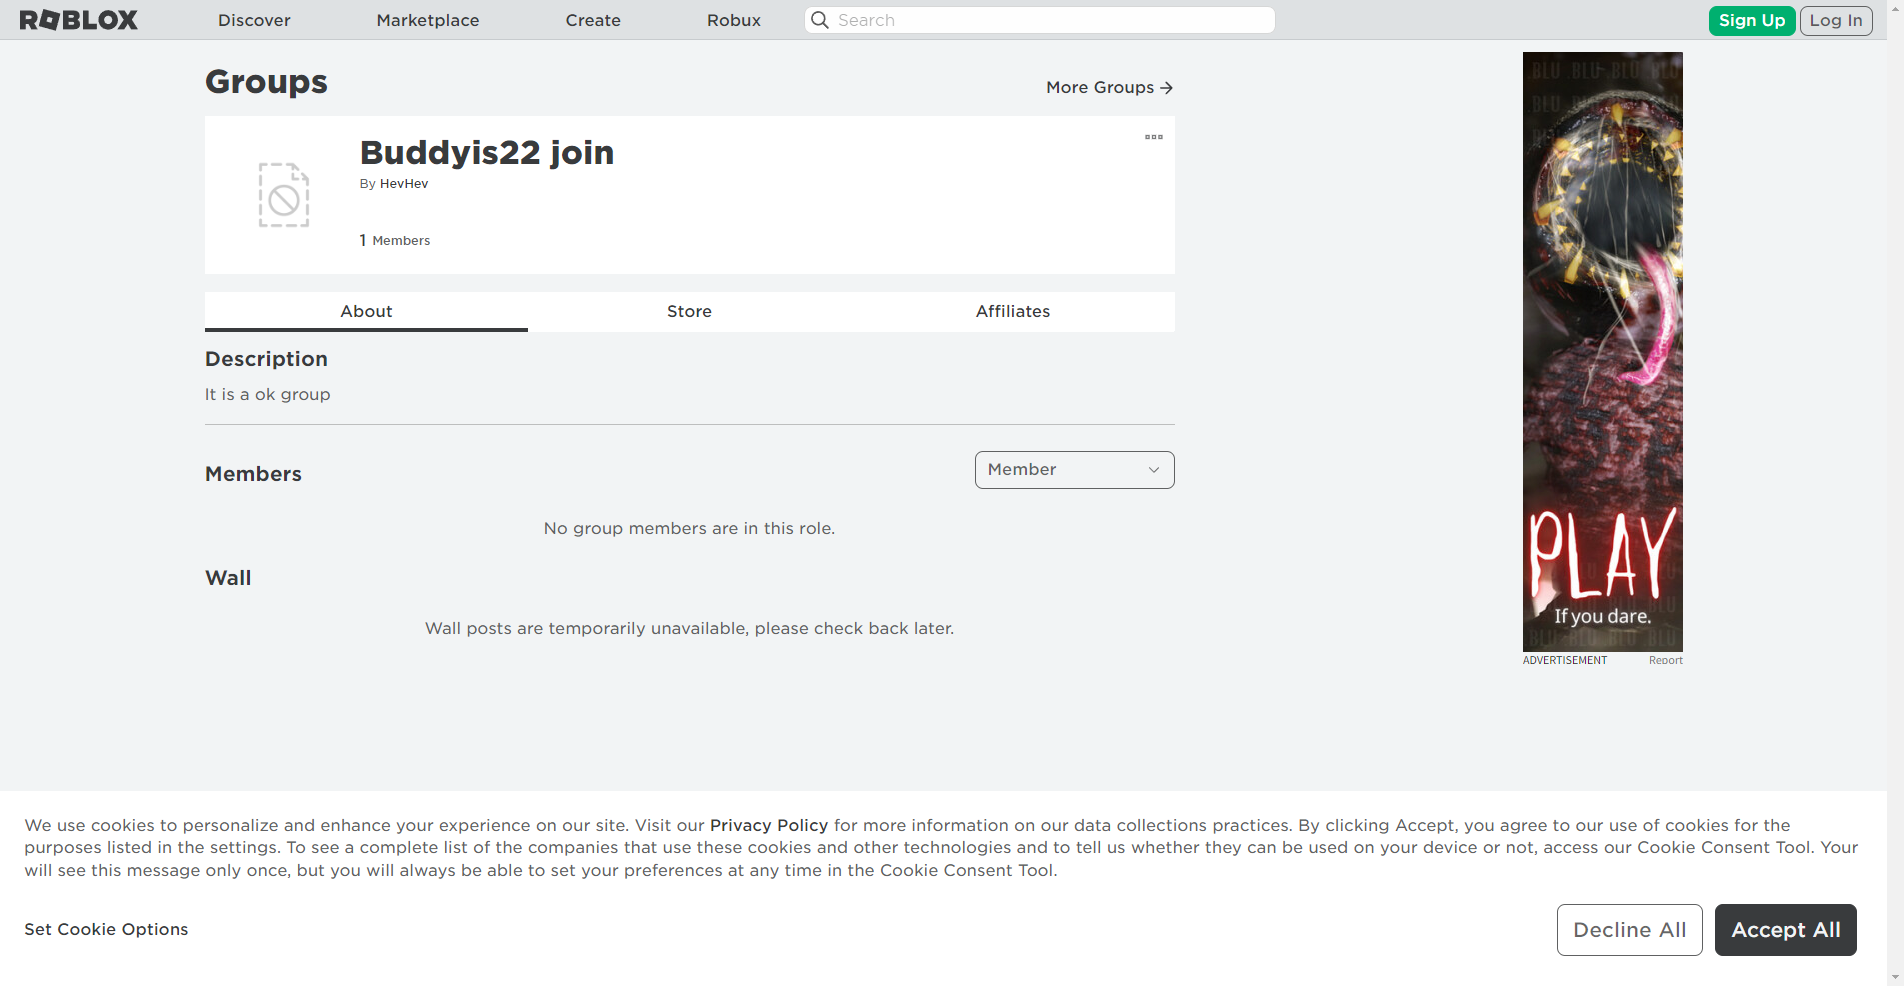 ROBLOX
Discover
Marketplace
Create
Robux
Search
Sign Up
Log In
Groups
More Groups
Buddyis22 join
By HevHev
1 Members
About
Store
Affiliates
Description
It is a ok group
Members
Member
No group members are in this role.
Wall
Wall posts are temporarily unavailable, please check back later.
BLU BLU BLU BLU
PLAY
If you dare.
BLU BLU BLU BLU
ADVERTISEMENT
Report
We use cookies to personalize and enhance your experience on our site. Visit our Privacy Policy for more information on our data collections practices. By clicking Accept, you agree to our use of cookies for the
purposes listed in the settings. To see a complete list of the companies that use these cookies and other technologies and to tell us whether they can be used on your device or not, access our Cookie Consent Tool. Your
will see this message only once, but you will always be able to set your preferences at any time in the Cookie Consent Tool.
Set Cookie Options
Decline All
Accept All